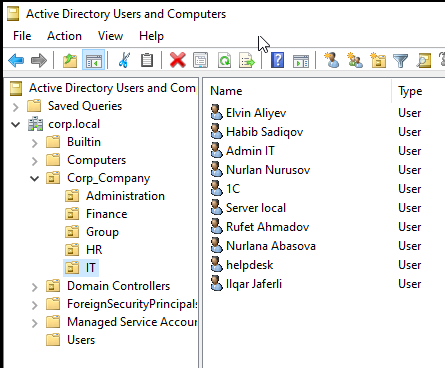 Active Directory Users and Computers
File Action View Help
Active Directory Users and Com
Saved Queries
corp.local
Builtin
Computers
Corp_Company
Administration
Finance
Group
HR
IT
Domain Controllers
ForeignSecurityPrincipals
Managed Service Accour
Users
Name Type
Elvin Aliyev User
Habib Sadiqov User
Admin IT User
Nurlan Nurusov User
1C User
Server local User
Rufet Ahmadov User
Nurlana Abasova User
helpdesk User
Ilqar Jaferli User